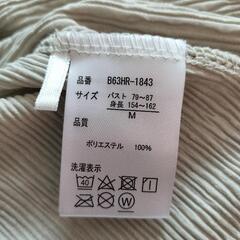 品番 B63HR-1843
サイズ バスト 79~87
身長 154~162
M
品質
ポリエステル 100%
洗濯表示
40
W